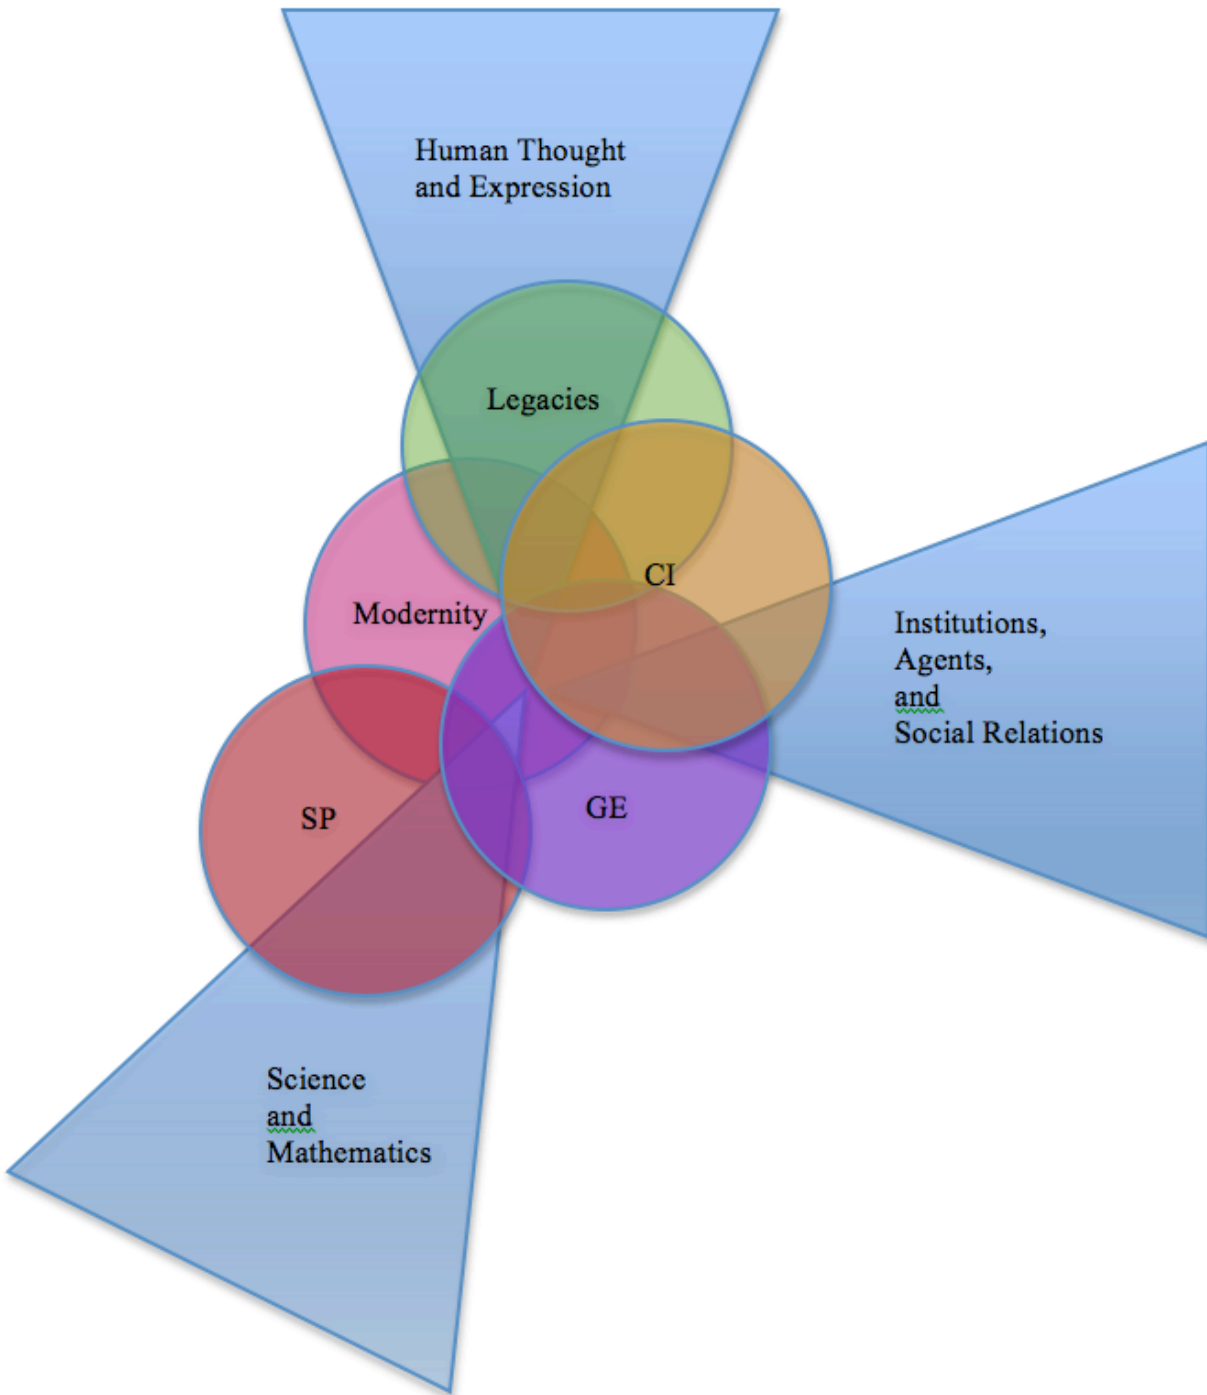 Human Thought
and Expression
Legacies
CI
Modernity
Institutions,
Agents,
and
Social Relations
SP
GE
Science
and
Mathematics